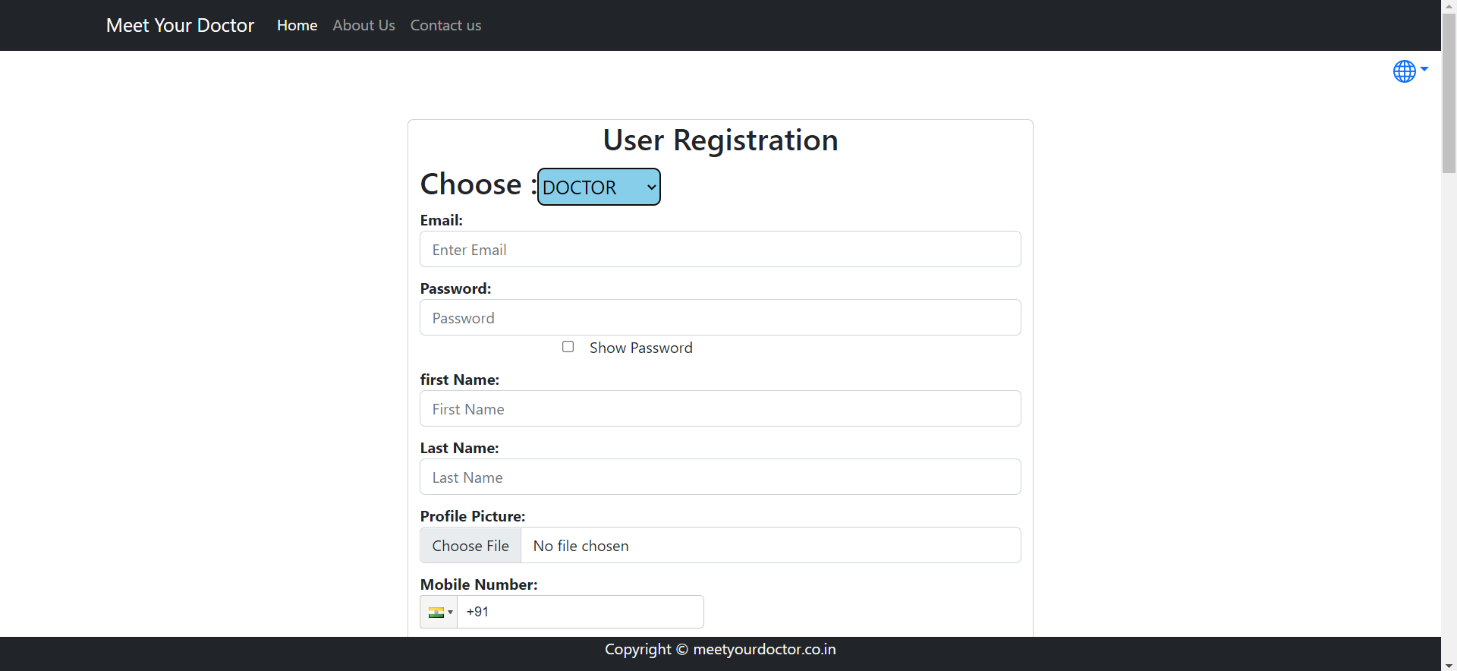 Meet Your Doctor Home About Us Contact us
User Registration
Choose : DOCTOR
Email:
Enter Email
Password:
Password
Show Password
first Name:
First Name
Last Name:
Last Name
Profile Picture:
Choose File No file chosen
Mobile Number:
+91
Copyright © meetyourdoctor.co.in